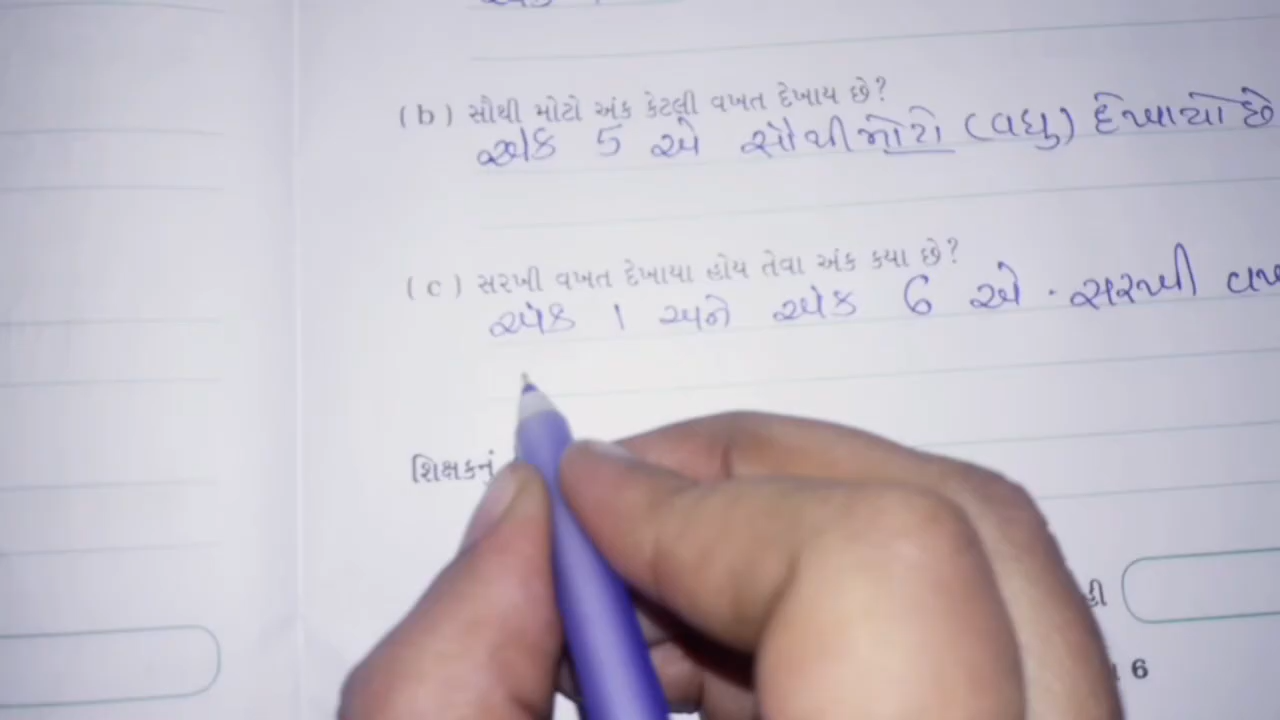 (b) સૌથી મોટો અંક કેટલી વખત દેખાય છે?
અંક 5 એ સૌથી મોટો (વધુ) દેખાયો છે
(c) સરખી વખત દેખાયા હોય તેવા અંક કયા છે?
અંક 1 અને અંક 6 એ સરખી
શિક્ષકનું
6